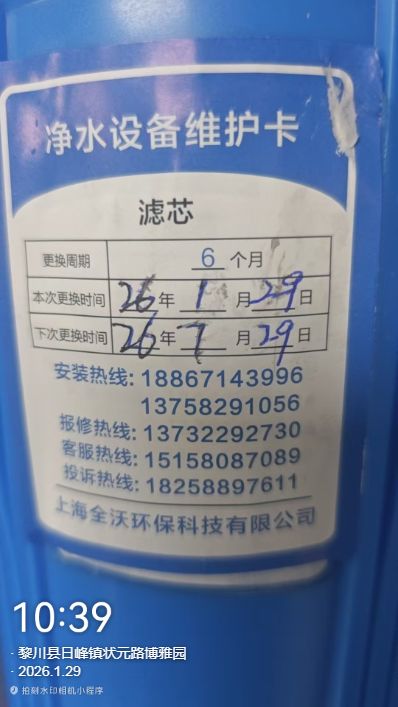 净水设备维护卡
滤芯
更换周期 6 个月
本次更换时间 26 年 1 月 29 日
下次更换时间 26 年 7 月 29 日
安装热线: 18867143996
13758291056
报修热线: 13732292730
客服热线: 15158087089
投诉热线: 18258897611
上海全沃环保科技有限公司
10:39
· 黎川县日峰镇状元路博雅园
· 2026.1.29
抢刻水印相机小程序